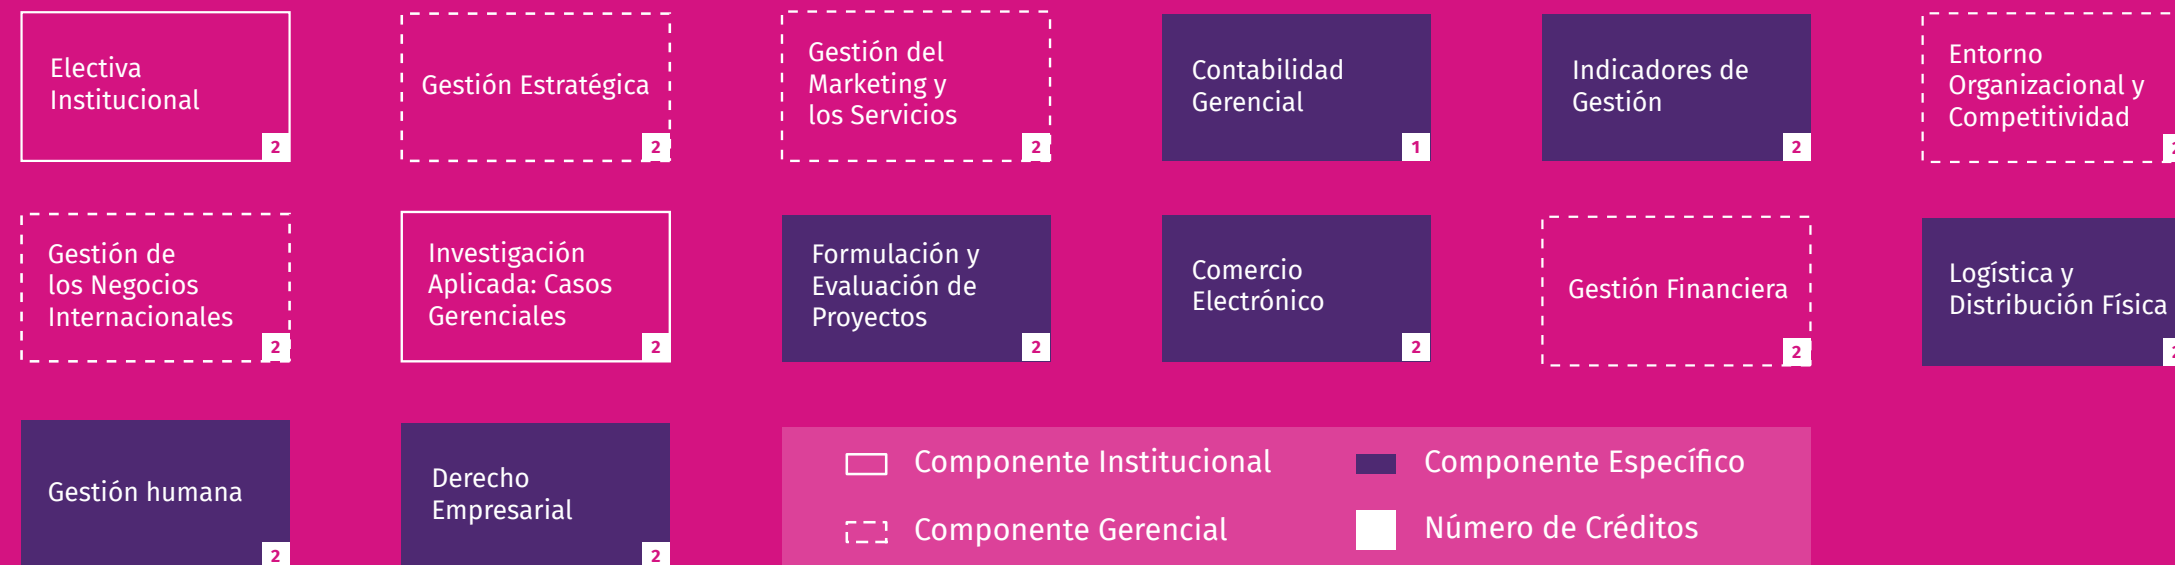 Electiva
Institucional
2
Gestión Estratégica
2
Gestión del
Marketing y
los Servicios
2
Contabilidad
Gerencial
1
Indicadores de
Gestión
2
Entorno
Organizacional y
Competitividad
Gestión de
los Negocios
Internacionales
2
Investigación
Aplicada: Casos
Gerenciales
2
Formulación y
Evaluación de
Proyectos
2
Comercio
Electrónico
2
Gestión Financiera
2
Logística y
Distribución Física
Gestión humana
2
Derecho
Empresarial
2
Componente Institucional
Componente Específico
Componente Gerencial
Número de Créditos